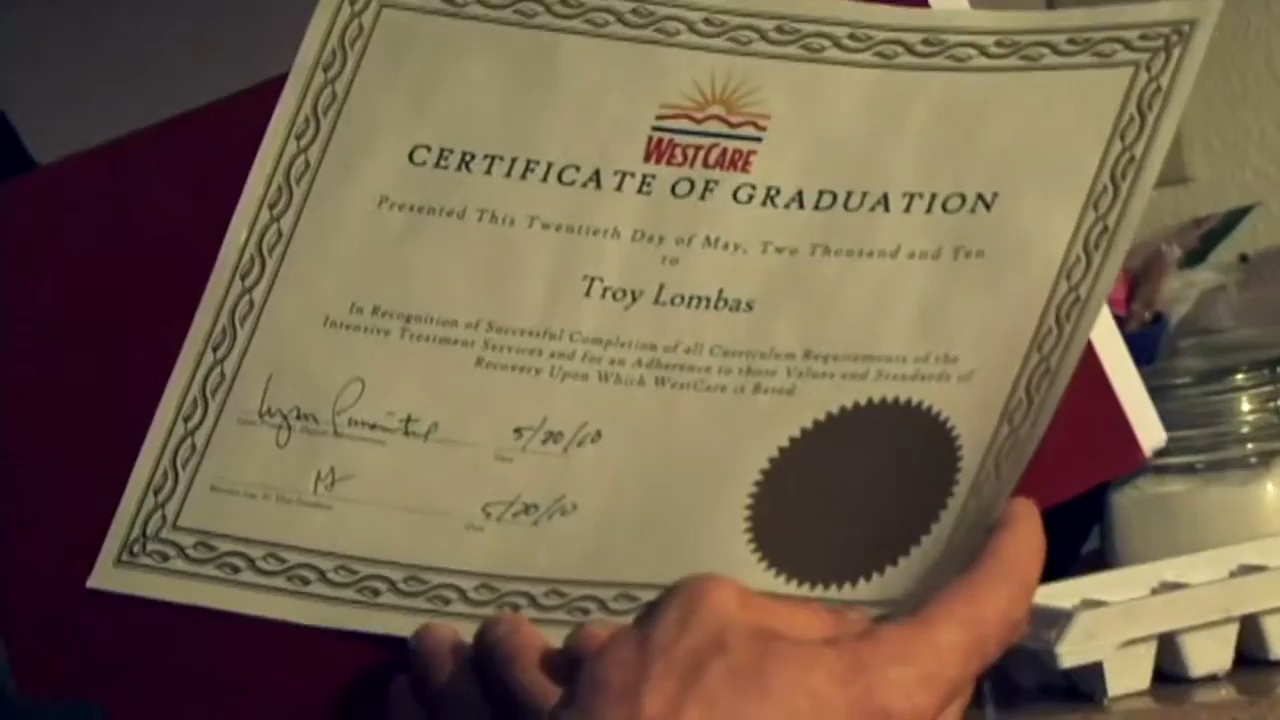 WESTCARE
CERTIFICATE OF GRADUATION
Presented This Twentieth Day of May, Two Thousand and Ten
to
Troy Lombas
In Recognition of Successful Completion of all Curriculum Requirements of the
Intensive Treatment Services and for an Adherence to those Values and Standards of
Recovery Upon Which WestCare is Based
5/20/10
Date
5/20/10
Date